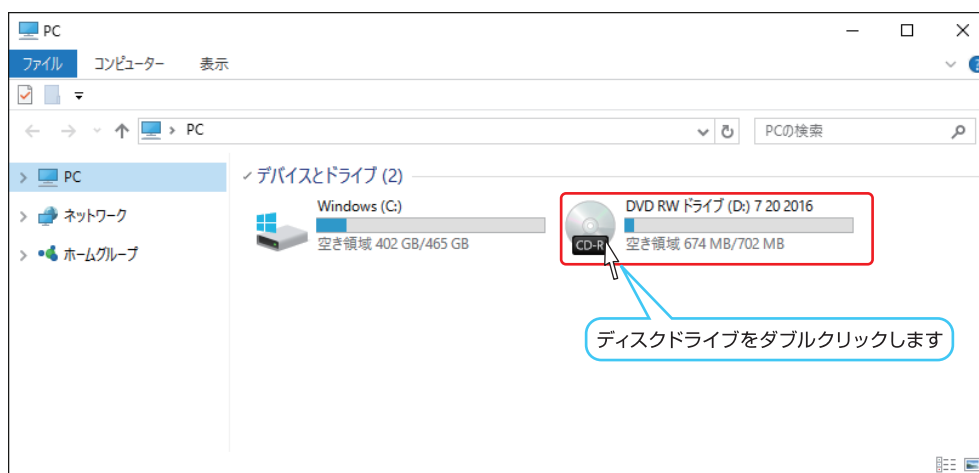 PC
ファイル コンピューター 表示
PC PCの検索
PC
ネットワーク
ホームグループ
デバイスとドライブ (2)
Windows (C:)
空き領域 402 GB/465 GB
DVD RW ドライブ (D:) 7 20 2016
CD-R
空き領域 674 MB/702 MB
ディスクドライブをダブルクリックします